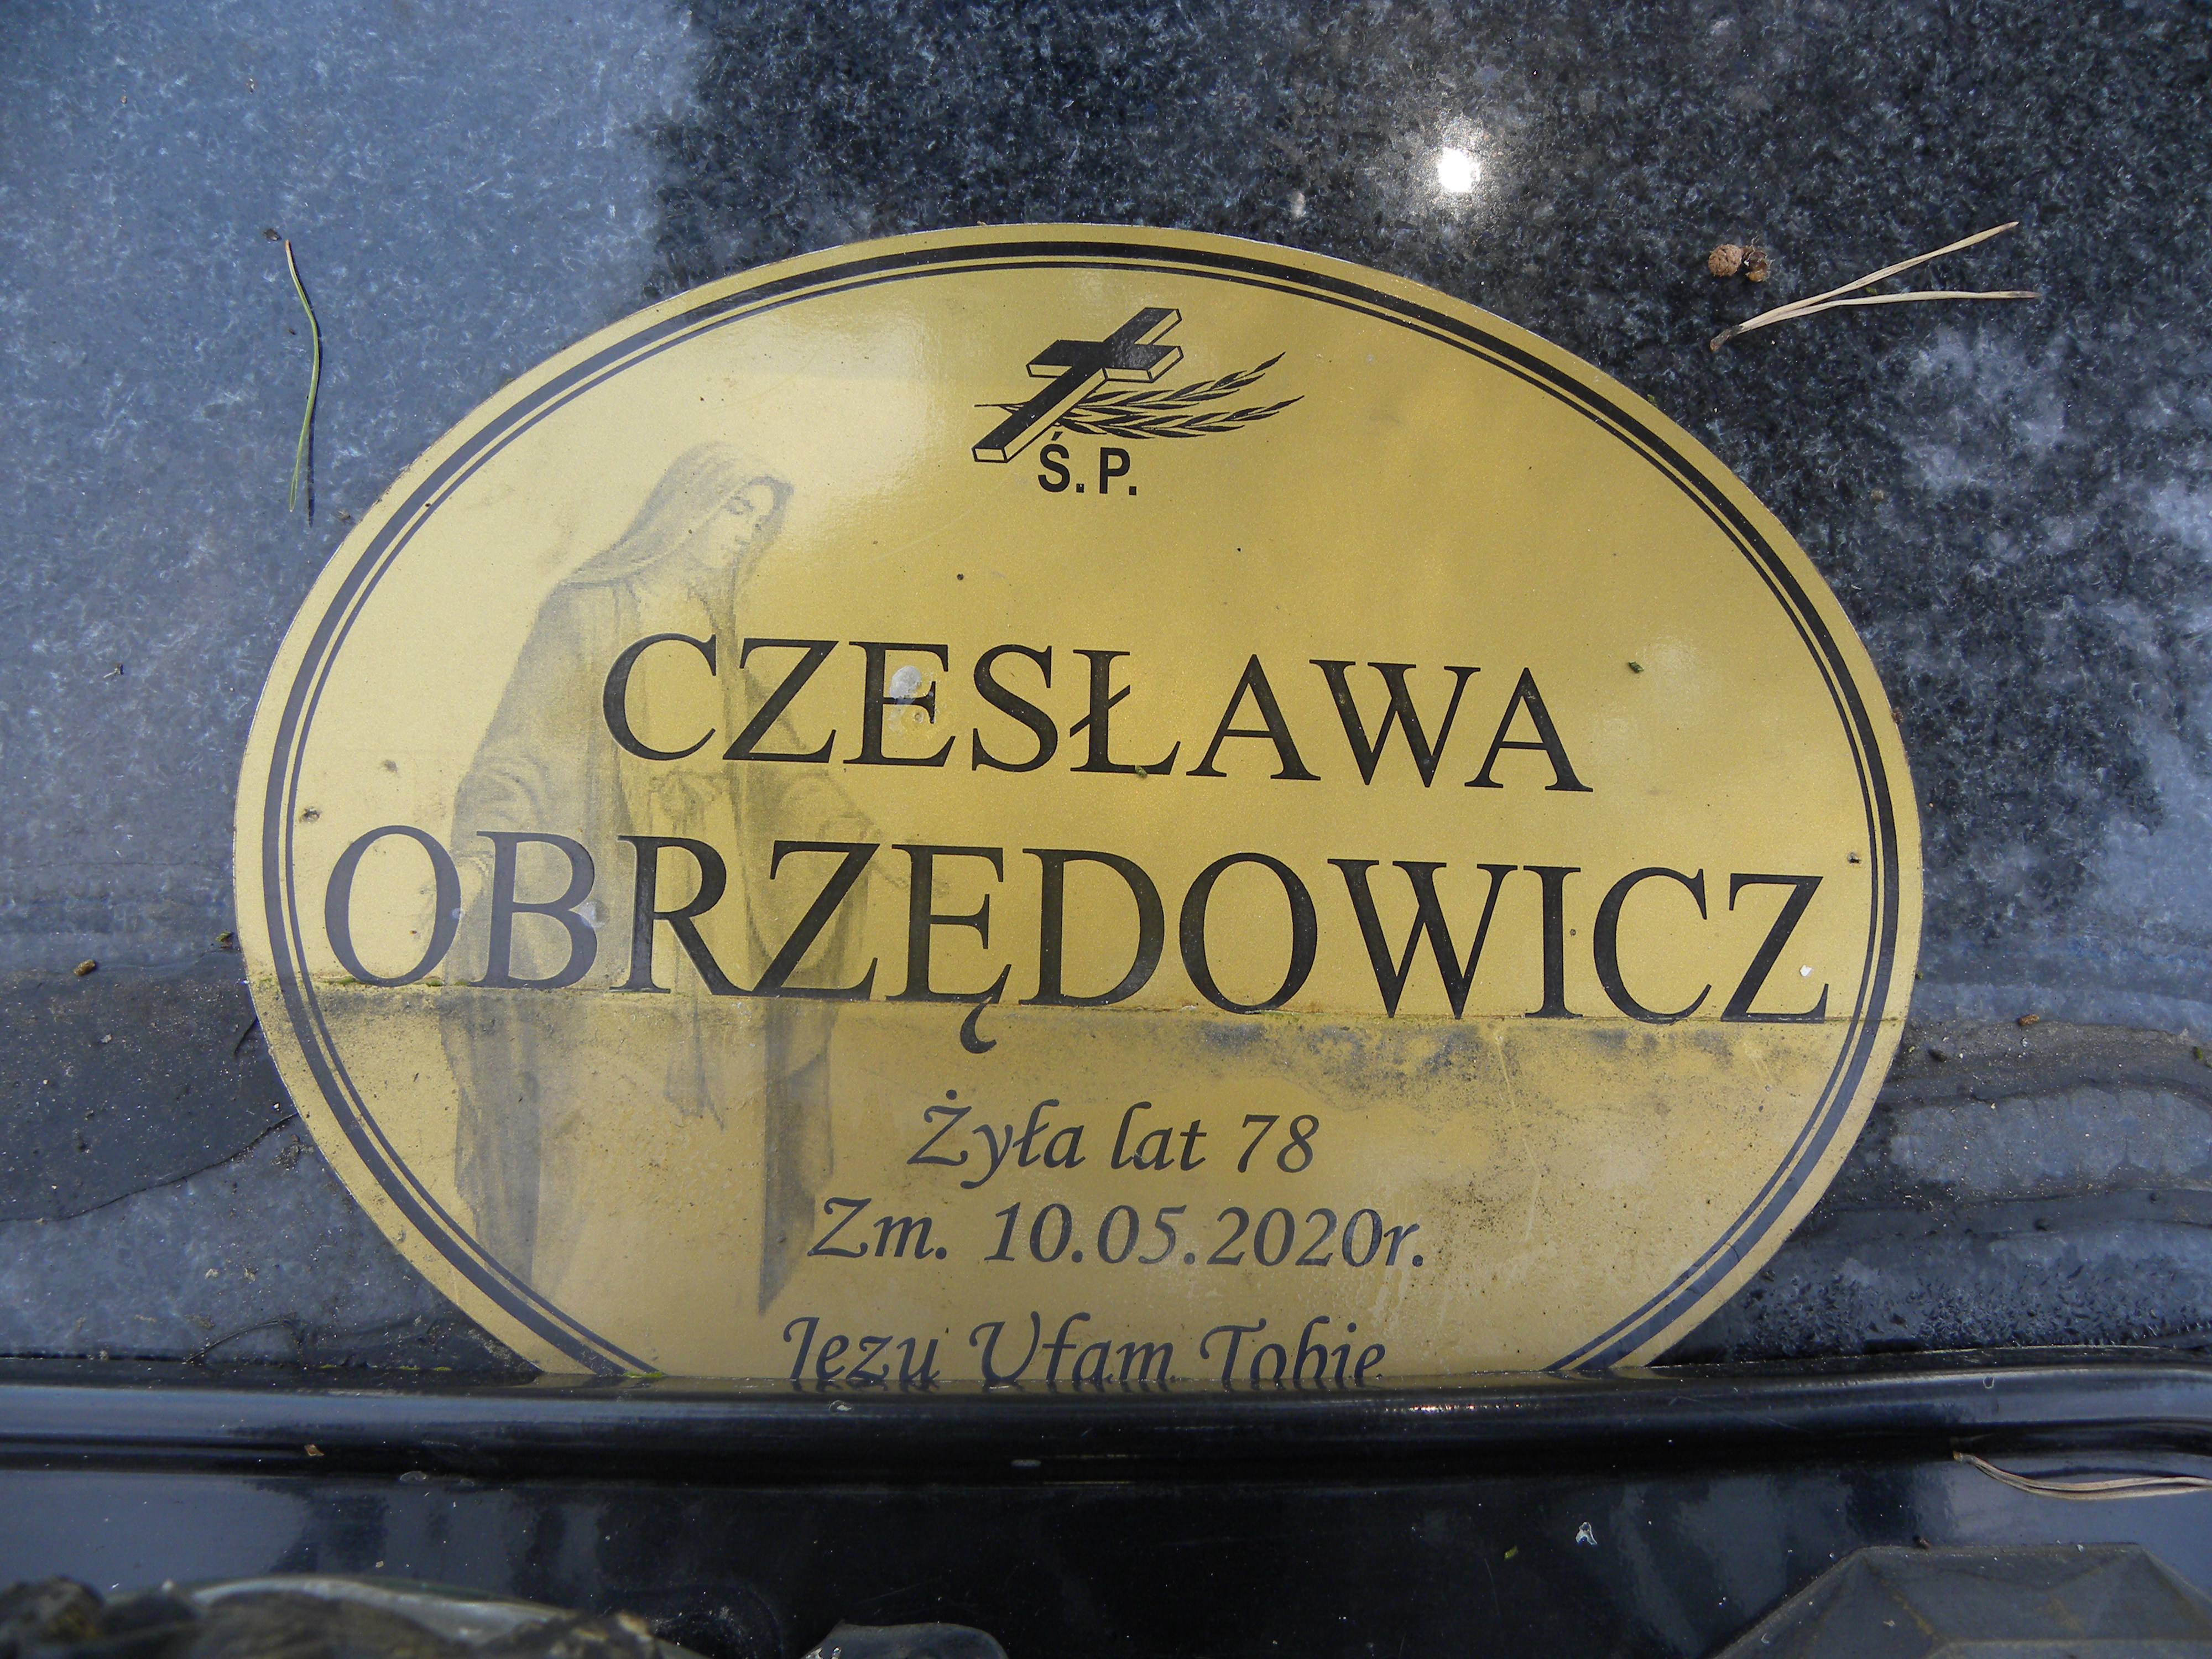 Ś.P.
CZESŁAWA
OBRZĘDOWICZ
Żyła lat 78
Zm. 10.05.2020r.
Jezu Ufam Tobie